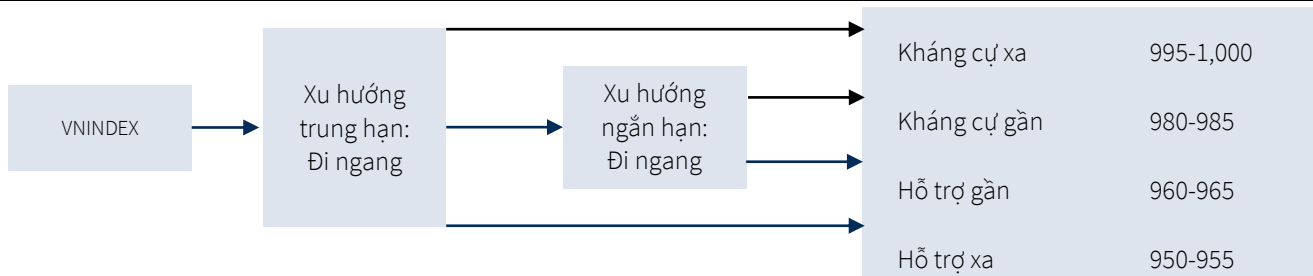 VNINDEX
Xu hướng
trung hạn:
Đi ngang
Xu hướng
ngắn hạn:
Đi ngang
Kháng cự xa 995-1,000
Kháng cự gần 980-985
Hỗ trợ gần 960-965
Hỗ trợ xa 950-955